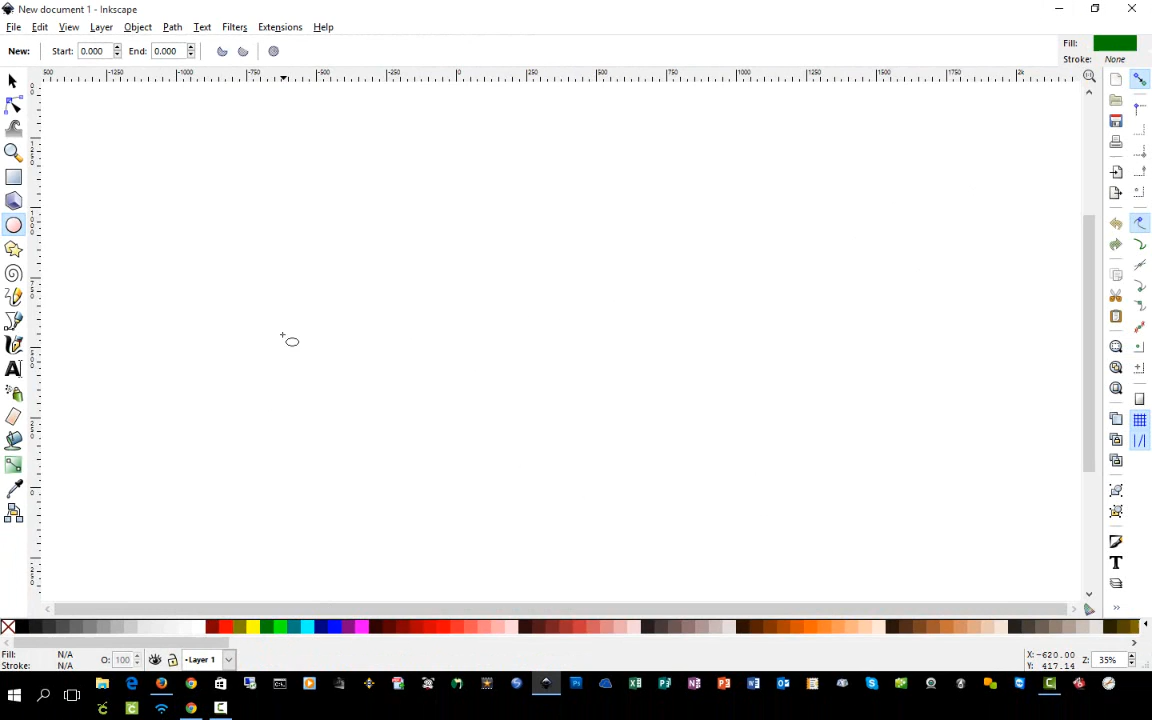 New document 1 - Inkscape
File Edit View Layer Object Path Text Filters Extensions Help
New: Start: 0.000 End: 0.000 Fill:
Stroke: None
-1250 -1000 -750 -500 -250 0 250 500 750 1000 1250 1500 1750 2k
Fill: N/A O: 100 Layer 1 X: -620.00 Z: 35%
Stroke: N/A Y: 417.14